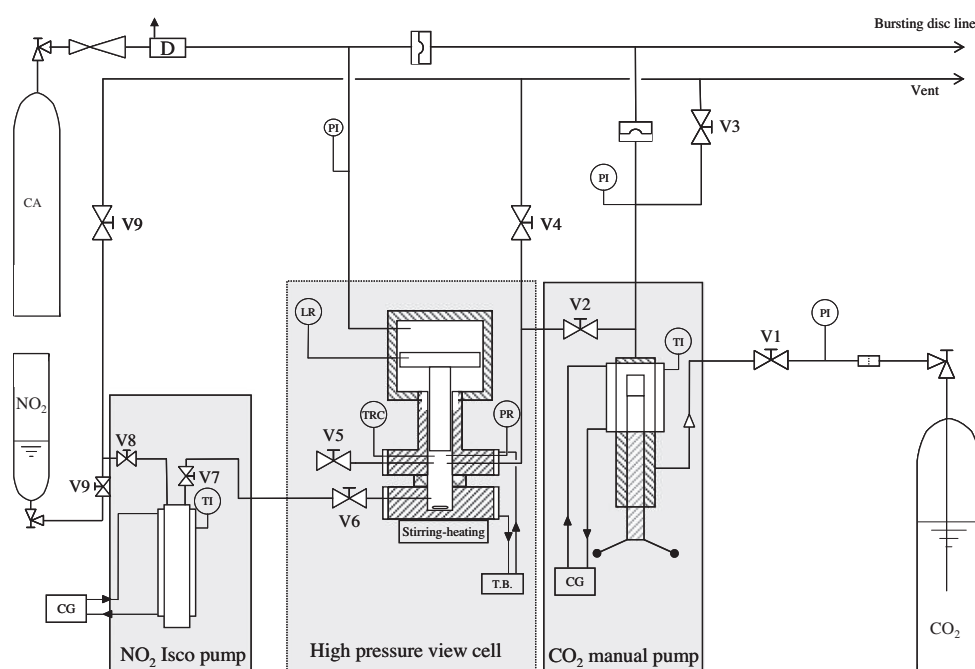 Bursting disc line
D
Vent
PI
V3
PI
CA
V9
V4
LR
V2
PI
V1
TI
NO2
TRC
PR
V8
V5
V9
V7
TI
V6
Stirring-heating
T.B.
CG
CG
CO2
NO2 Isco pump
High pressure view cell
CO2 manual pump